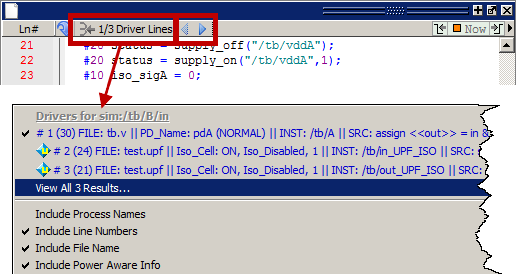 Ln#
1/3 Driver Lines
Now
21 #20 status = supply_off("/tb/vddA");
22 #20 status = supply_on("/tb/vddA",1);
23 #10 iso_sigA = 0;
Drivers for sim:/tb/B/in
# 1 (30) FILE: tb.v || PD_Name: pdA (NORMAL) || INST: /tb/A || SRC: assign <<out>> = in &
# 2 (24) FILE: test.upf || Iso_Cell: ON, Iso_Disabled, 1 || INST: /tb/in_UPF_ISO || SRC:
# 3 (21) FILE: test.upf || Iso_Cell: ON, Iso_Disabled, 1 || INST: /tb/out_UPF_ISO || SRC:
View All 3 Results...
Include Process Names
Include Line Numbers
Include File Name
Include Power Aware Info